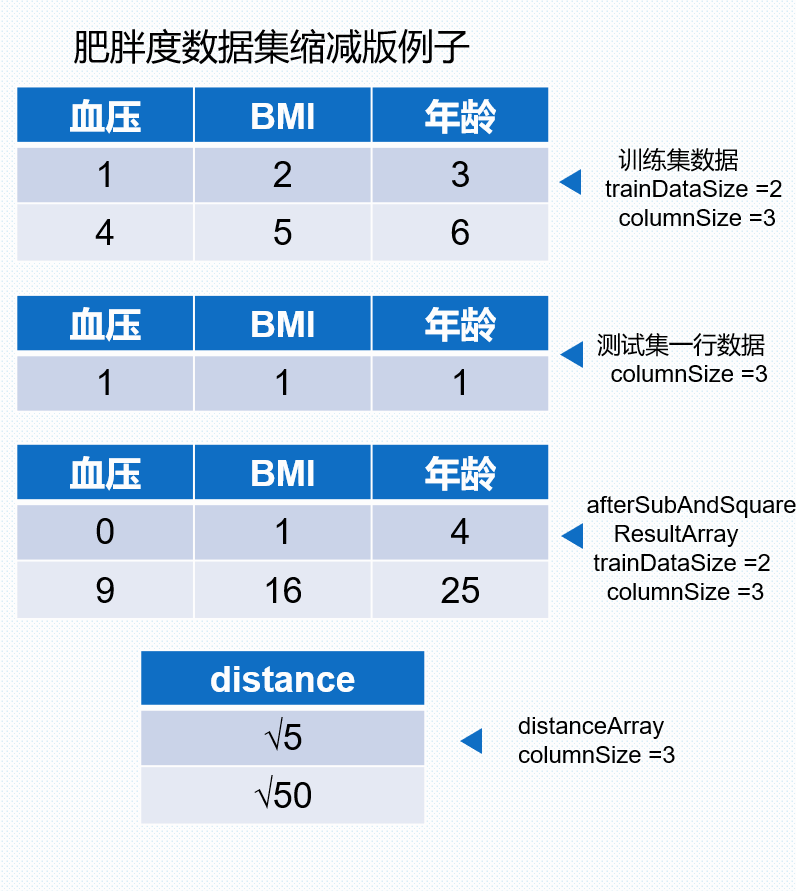 肥胖度数据集缩减版例子
血压 BMI 年龄
1 2 3
4 5 6
训练集数据
trainDataSize =2
columnSize =3
血压 BMI 年龄
1 1 1
测试集一行数据
columnSize =3
血压 BMI 年龄
0 1 4
9 16 25
afterSubAndSquare
ResultArray
trainDataSize =2
columnSize =3
distance
√5
√50
distanceArray
columnSize =3